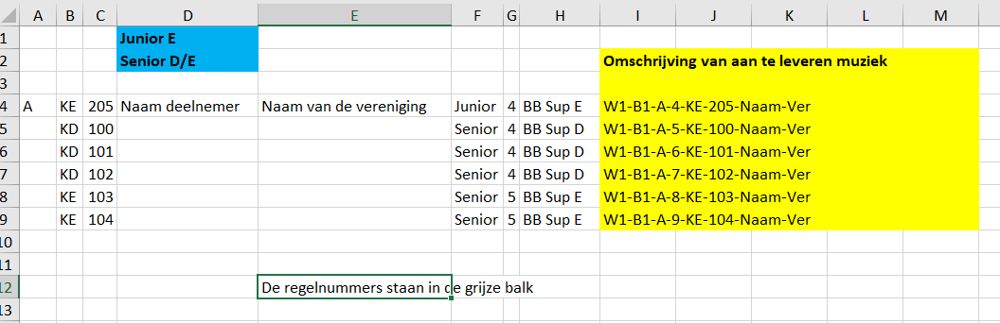 A B C D E F G H I J K L M
1 Junior E
2 Senior D/E Omschrijving van aan te leveren muziek
3
4 A KE 205 Naam deelnemer Naam van de vereniging Junior 4 BB Sup E W1-B1-A-4-KE-205-Naam-Ver
5 KD 100 Senior 4 BB Sup D W1-B1-A-5-KE-100-Naam-Ver
6 KD 101 Senior 4 BB Sup D W1-B1-A-6-KE-101-Naam-Ver
7 KD 102 Senior 4 BB Sup D W1-B1-A-7-KE-102-Naam-Ver
8 KE 103 Senior 5 BB Sup E W1-B1-A-8-KE-103-Naam-Ver
9 KE 104 Senior 5 BB Sup E W1-B1-A-9-KE-104-Naam-Ver
10
11
12 De regelnummers staan in de grijze balk
13